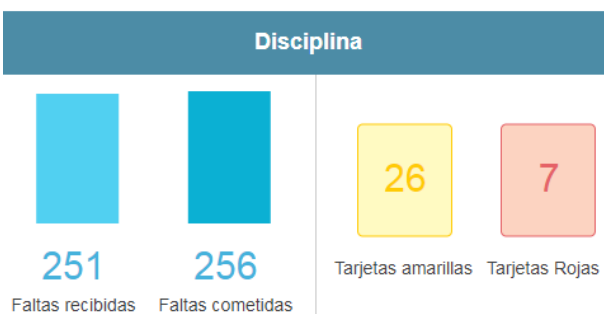 Disciplina
251
Faltas recibidas
256
Faltas cometidas
26
Tarjetas amarillas
7
Tarjetas Rojas